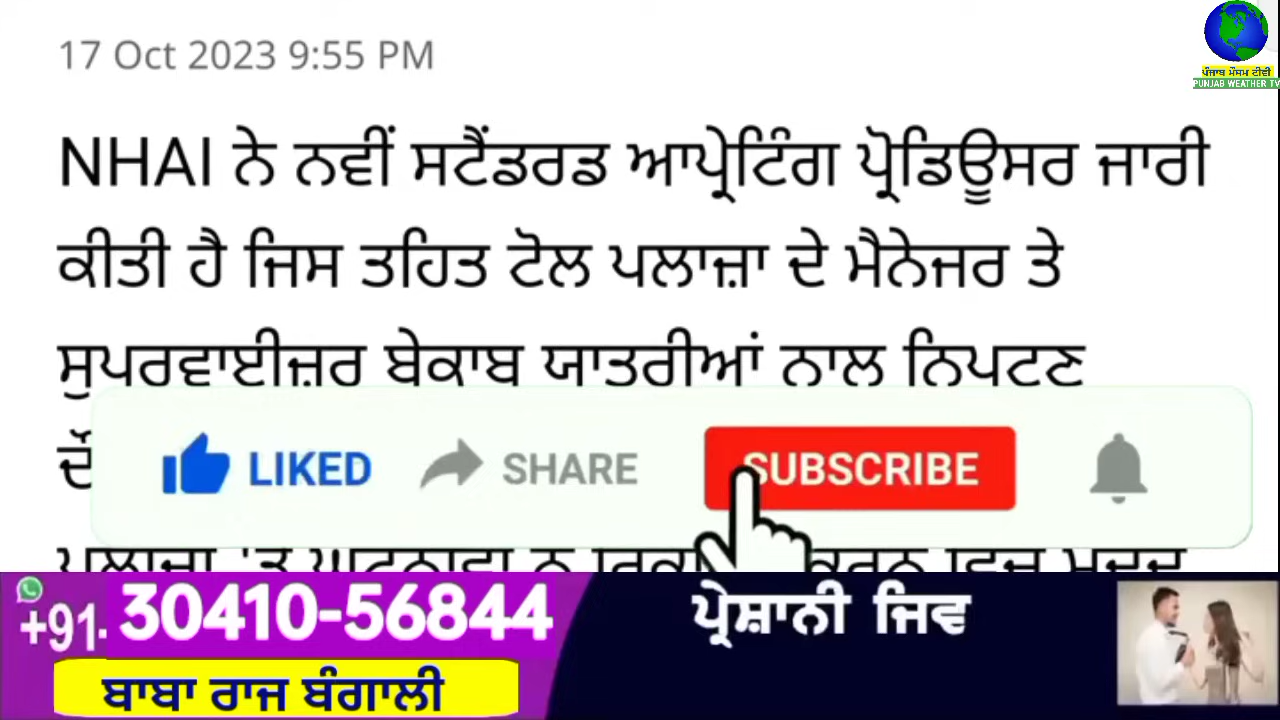 17 Oct 2023 9:55 PM
ਪੰਜਾਬ ਮੌਸਮ ਟੀਵੀ
PUNJAB WEATHER TV
NHAI ਨੇ ਨਵੀਂ ਸਟੈਂਡਰਡ ਆਪ੍ਰੇਟਿੰਗ ਪ੍ਰੋਡਿਊਸਰ ਜਾਰੀ
ਕੀਤੀ ਹੈ ਜਿਸ ਤਹਿਤ ਟੋਲ ਪਲਾਜ਼ਾ ਦੇ ਮੈਨੇਜਰ ਤੇ
ਸੁਪਰਵਾਈਜ਼ਰ ਬੇਕਾਬ ਯਾਤਰੀਆਂ ਨਾਲ ਨਿਪਟਣ
LIKED SHARE SUBSCRIBE
+91- 30410-56844
ਬਾਬਾ ਰਾਜ ਬੰਗਾਲੀ
ਪ੍ਰੇਸ਼ਾਨੀ ਜਿਵ